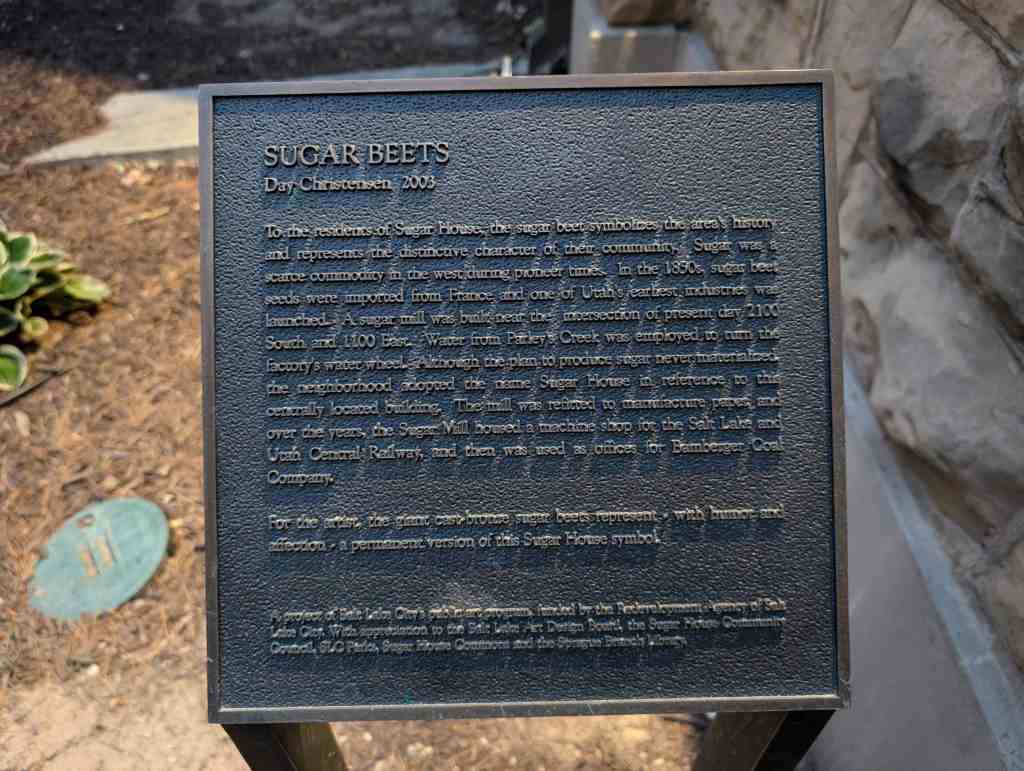 SUGAR BEETS
Day Christensen, 2003
To the residents of Sugar House, the sugar beet symbolizes the area's history
and represents the distinctive character of their community. Sugar was a
scarce commodity in the west during pioneer times. In the 1850s, sugar beet
seeds were imported from France and one of Utah's earliest industries was
launched. A sugar mill was built near the intersection of present day 2100
South and 1100 East. Water from Parley's Creek was employed to turn the
factory's water wheel. Although the plan to produce sugar never materialized,
the neighborhood adopted the name Sugar House in reference to this
centrally located building. The mill was refitted to manufacture paper, and
over the years, the Sugar Mill housed a machine shop for the Salt Lake and
Utah Central Railway, and then was used as offices for Bamberger Coal
Company.
For the artist, the giant cast-bronze sugar beets represent - with humor and
affection - a permanent version of this Sugar House symbol.
A project of Salt Lake City's public art program, funded by the Redevelopment Agency of Salt
Lake City. With appreciation to the Salt Lake Art Design Board, the Sugar House Community
Council, SLC Parks, Sugar House Commons and the Sprague Branch Library.